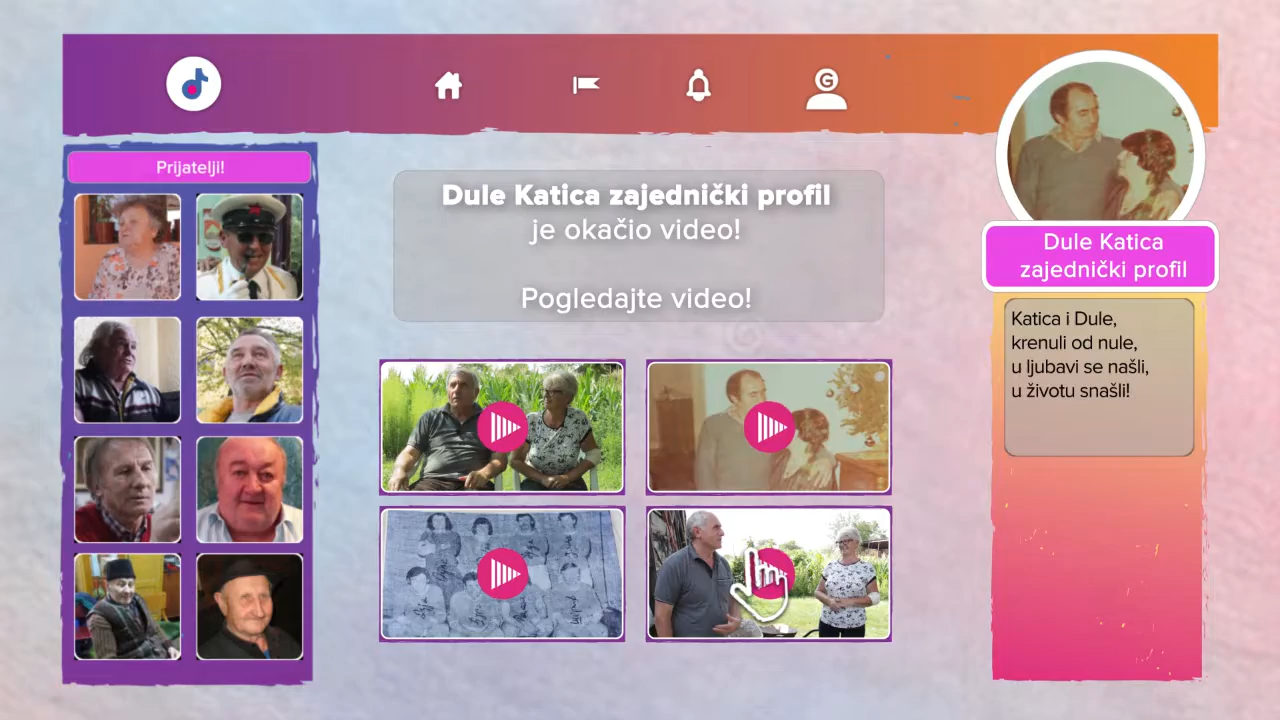 G
Prijatelji!
Dule Katica zajednički profil
je okačio video!
Pogledajte video!
Dule Katica
zajednički profil
Katica i Dule,
krenuli od nule,
u ljubavi se našli,
u životu snašli!